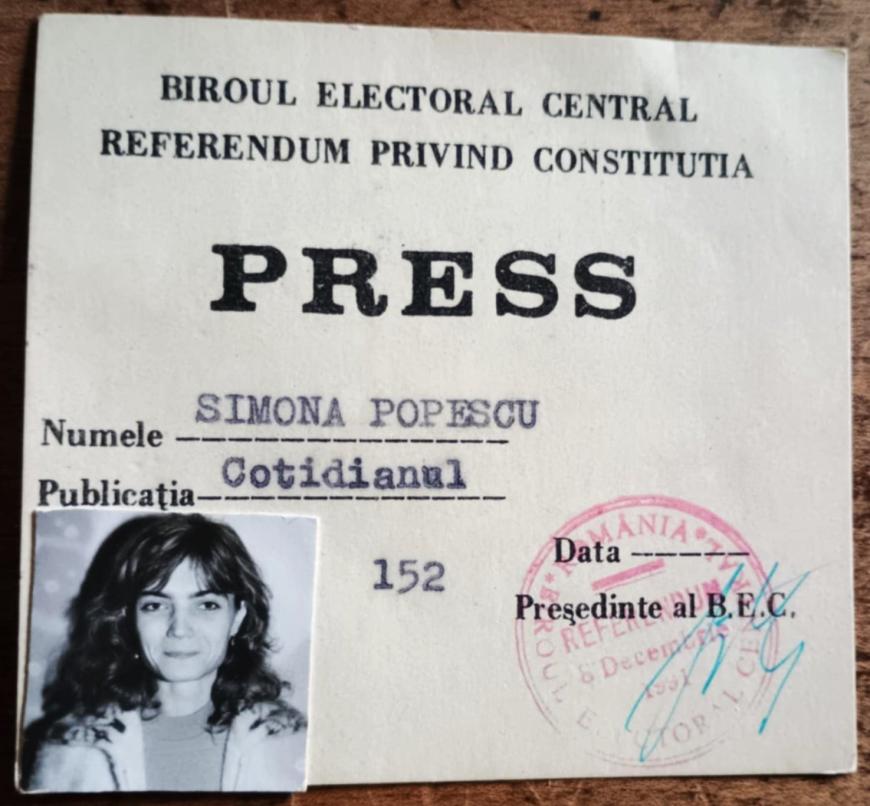 BIROUL ELECTORAL CENTRAL
REFERENDUM PRIVIND CONSTITUTIA
PRESS
Numele SIMONA POPESCU
Publicaţia Cotidianul
152
Data
Preşedinte al B.E.C.
ROMÂNIA
BIROUL ELECTORAL CENTRAL
REFERENDUM
8 Decembrie
1991